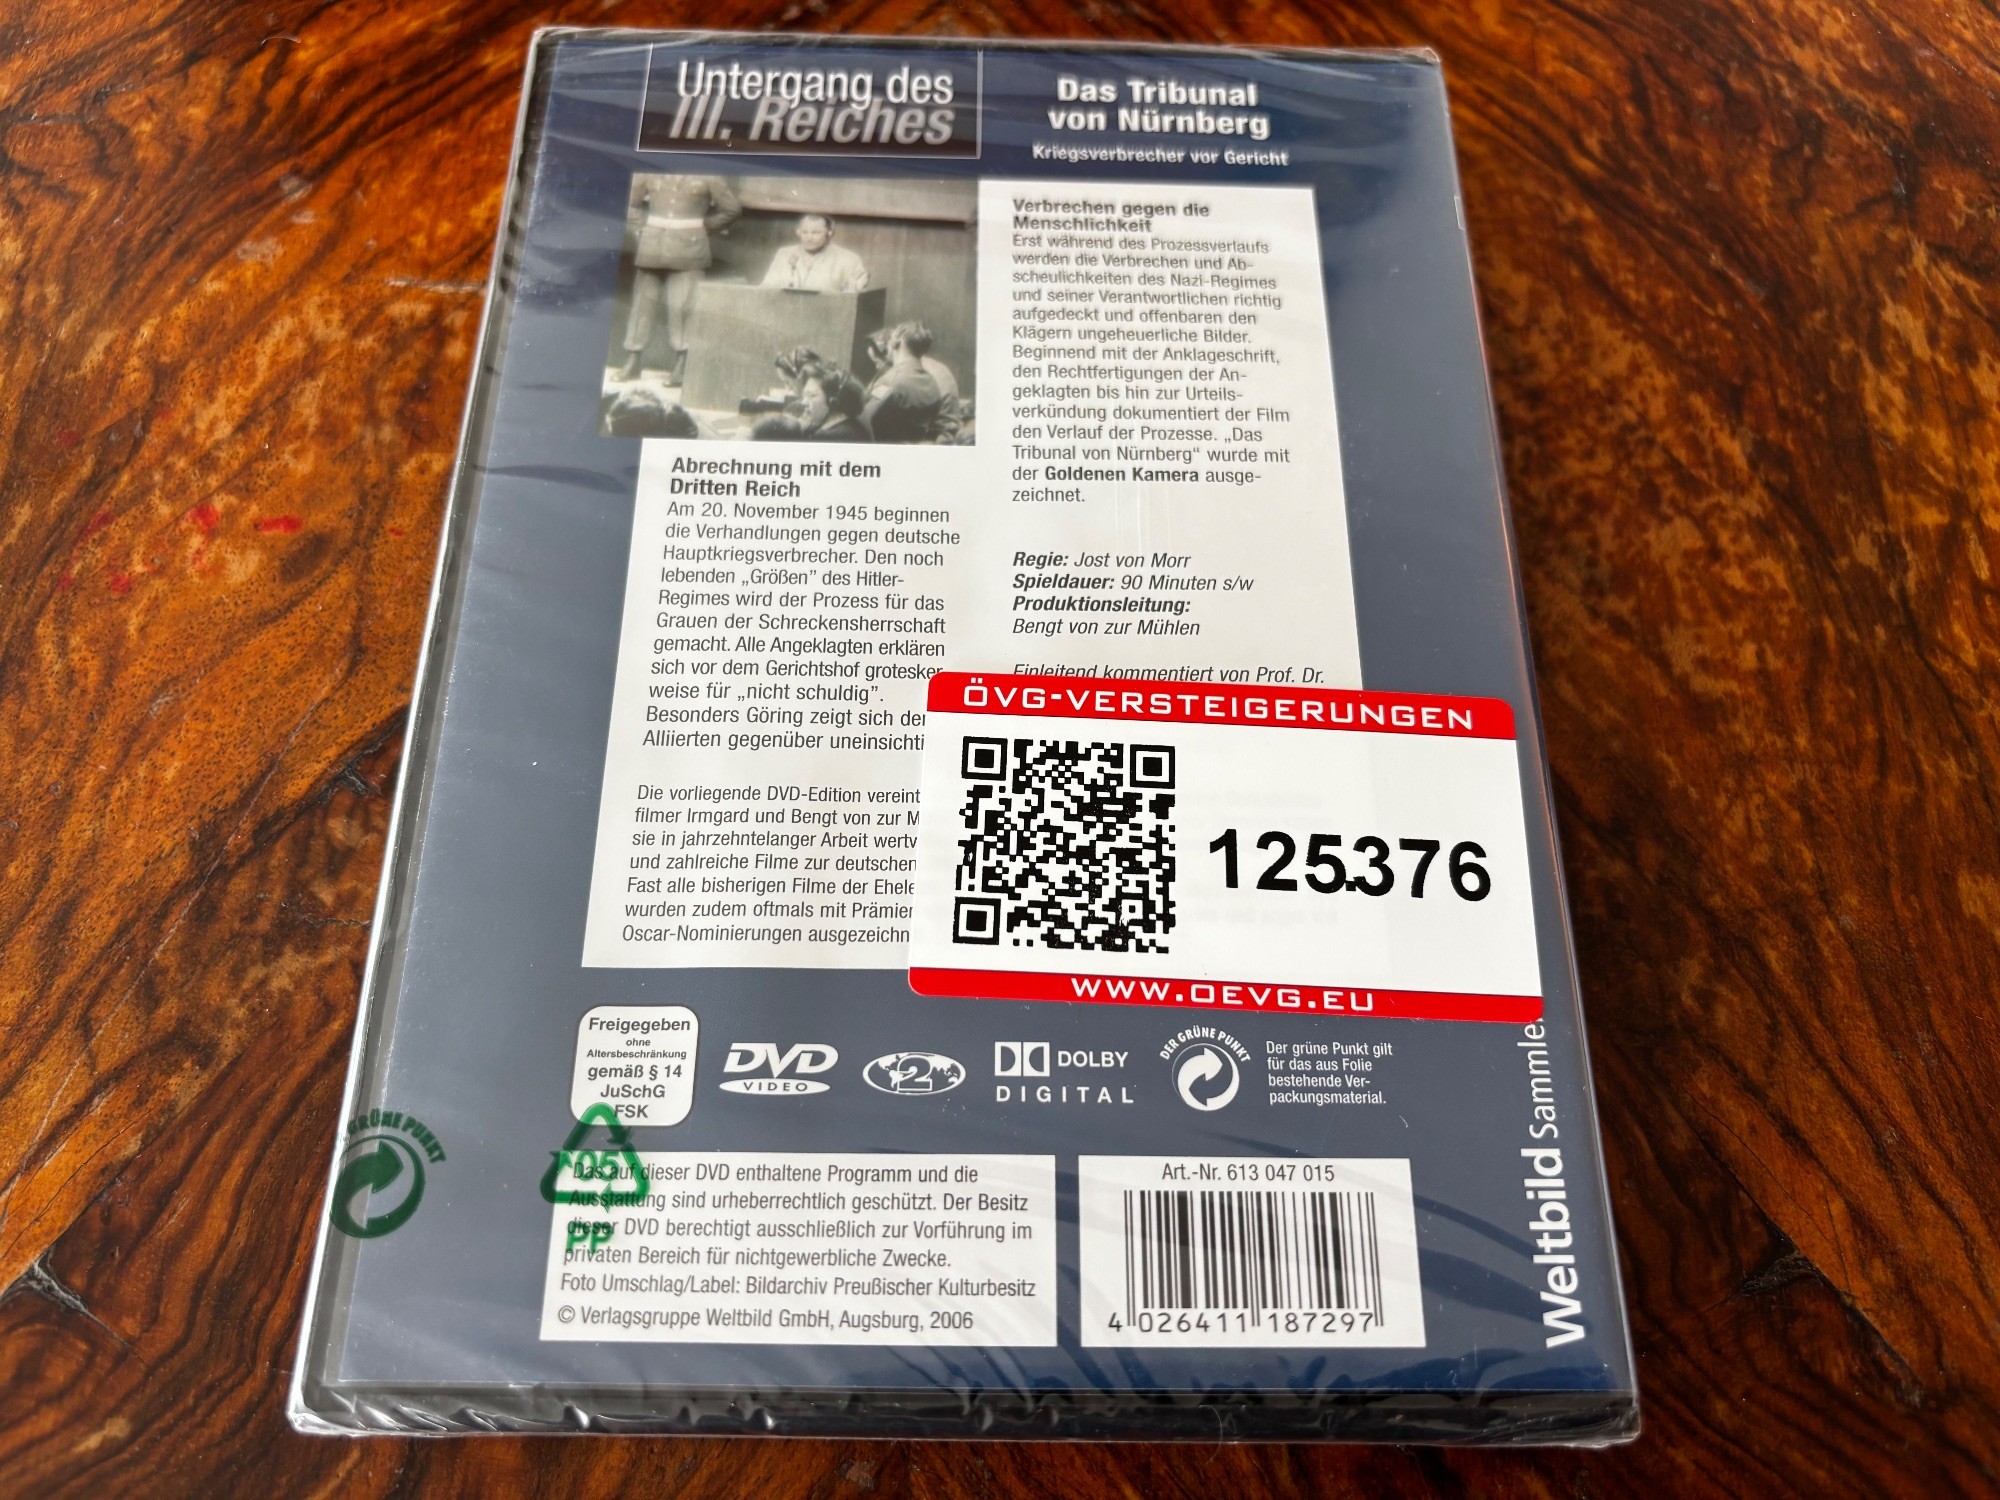 Untergang des
III. Reiches
Das Tribunal
von Nürnberg
Kriegsverbrecher vor Gericht
Verbrechen gegen die
Menschlichkeit
Erst während des Prozessverlaufs
werden die Verbrechen und Ab-
scheulichkeiten des Nazi-Regimes
und seiner Verantwortlichen richtig
aufgedeckt und offenbaren den
Klägern ungeheuerliche Bilder.
Beginnend mit der Anklageschrift,
den Rechtfertigungen der An-
geklagten bis hin zur Urteils-
verkündung dokumentiert der Film
den Verlauf der Prozesse. „Das
Tribunal von Nürnberg“ wurde mit
der Goldenen Kamera ausge-
zeichnet.
Regie: Jost von Morr
Spieldauer: 90 Minuten s/w
Produktionsleitung:
Bengt von zur Mühlen
Einleitend kommentiert von Prof. Dr.
Abrechnung mit dem
Dritten Reich
Am 20. November 1945 beginnen
die Verhandlungen gegen deutsche
Hauptkriegsverbrecher. Den noch
lebenden „Größen” des Hitler-
Regimes wird der Prozess für das
Grauen der Schreckensherrschaft
gemacht. Alle Angeklagten erklären
sich vor dem Gerichtshof grotesker
weise für „nicht schuldig”.
Besonders Göring zeigt sich den
Alliierten gegenüber uneinsichti
Die vorliegende DVD-Edition vereint
filmer Irmgard und Bengt von zur M
sie in jahrzehntelanger Arbeit wertv
und zahlreiche Filme zur deutschen
Fast alle bisherigen Filme der Ehele
wurden zudem oftmals mit Prämier
Oscar-Nominierungen ausgezeichn
ÖVG-VERSTEIGERUNGEN
125.376
WWW.OEVG.EU
Freigegeben
ohne
Altersbeschränkung
gemäß § 14
JuSchG
FSK
DVD
VIDEO
2
DOLBY
DIGITAL
DER GRÜNE PUNKT
Der grüne Punkt gilt
für das aus Folie
bestehende Ver-
packungsmaterial.
GRÜNE PUNKT
05
PP
Das auf dieser DVD enthaltene Programm und die
Ausstattung sind urheberrechtlich geschützt. Der Besitz
dieser DVD berechtigt ausschließlich zur Vorführung im
privaten Bereich für nichtgewerbliche Zwecke.
Foto Umschlag/Label: Bildarchiv Preußischer Kulturbesitz
© Verlagsgruppe Weltbild GmbH, Augsburg, 2006
Art.-Nr. 613 047 015
4 026411 187297
Weltbild Sammle